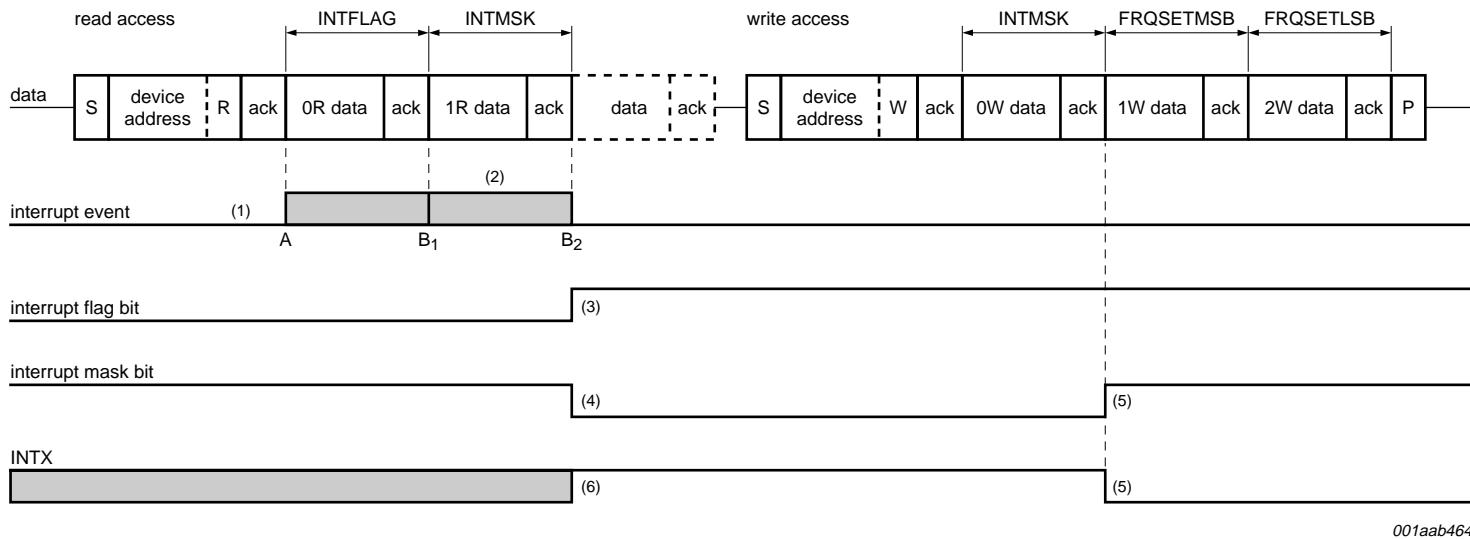 read access
INTFLAG
INTMSK
write access
INTMSK
FRQSETMSB
FRQSETLSB
data
S
device
address
R
ack
0R data
ack
1R data
ack
data
ack
S
device
address
W
ack
0W data
ack
1W data
ack
2W data
ack
P
(2)
interrupt event
(1)
A
B1
B2
interrupt flag bit
(3)
interrupt mask bit
(4)
(5)
INTX
(6)
(5)
001aab464